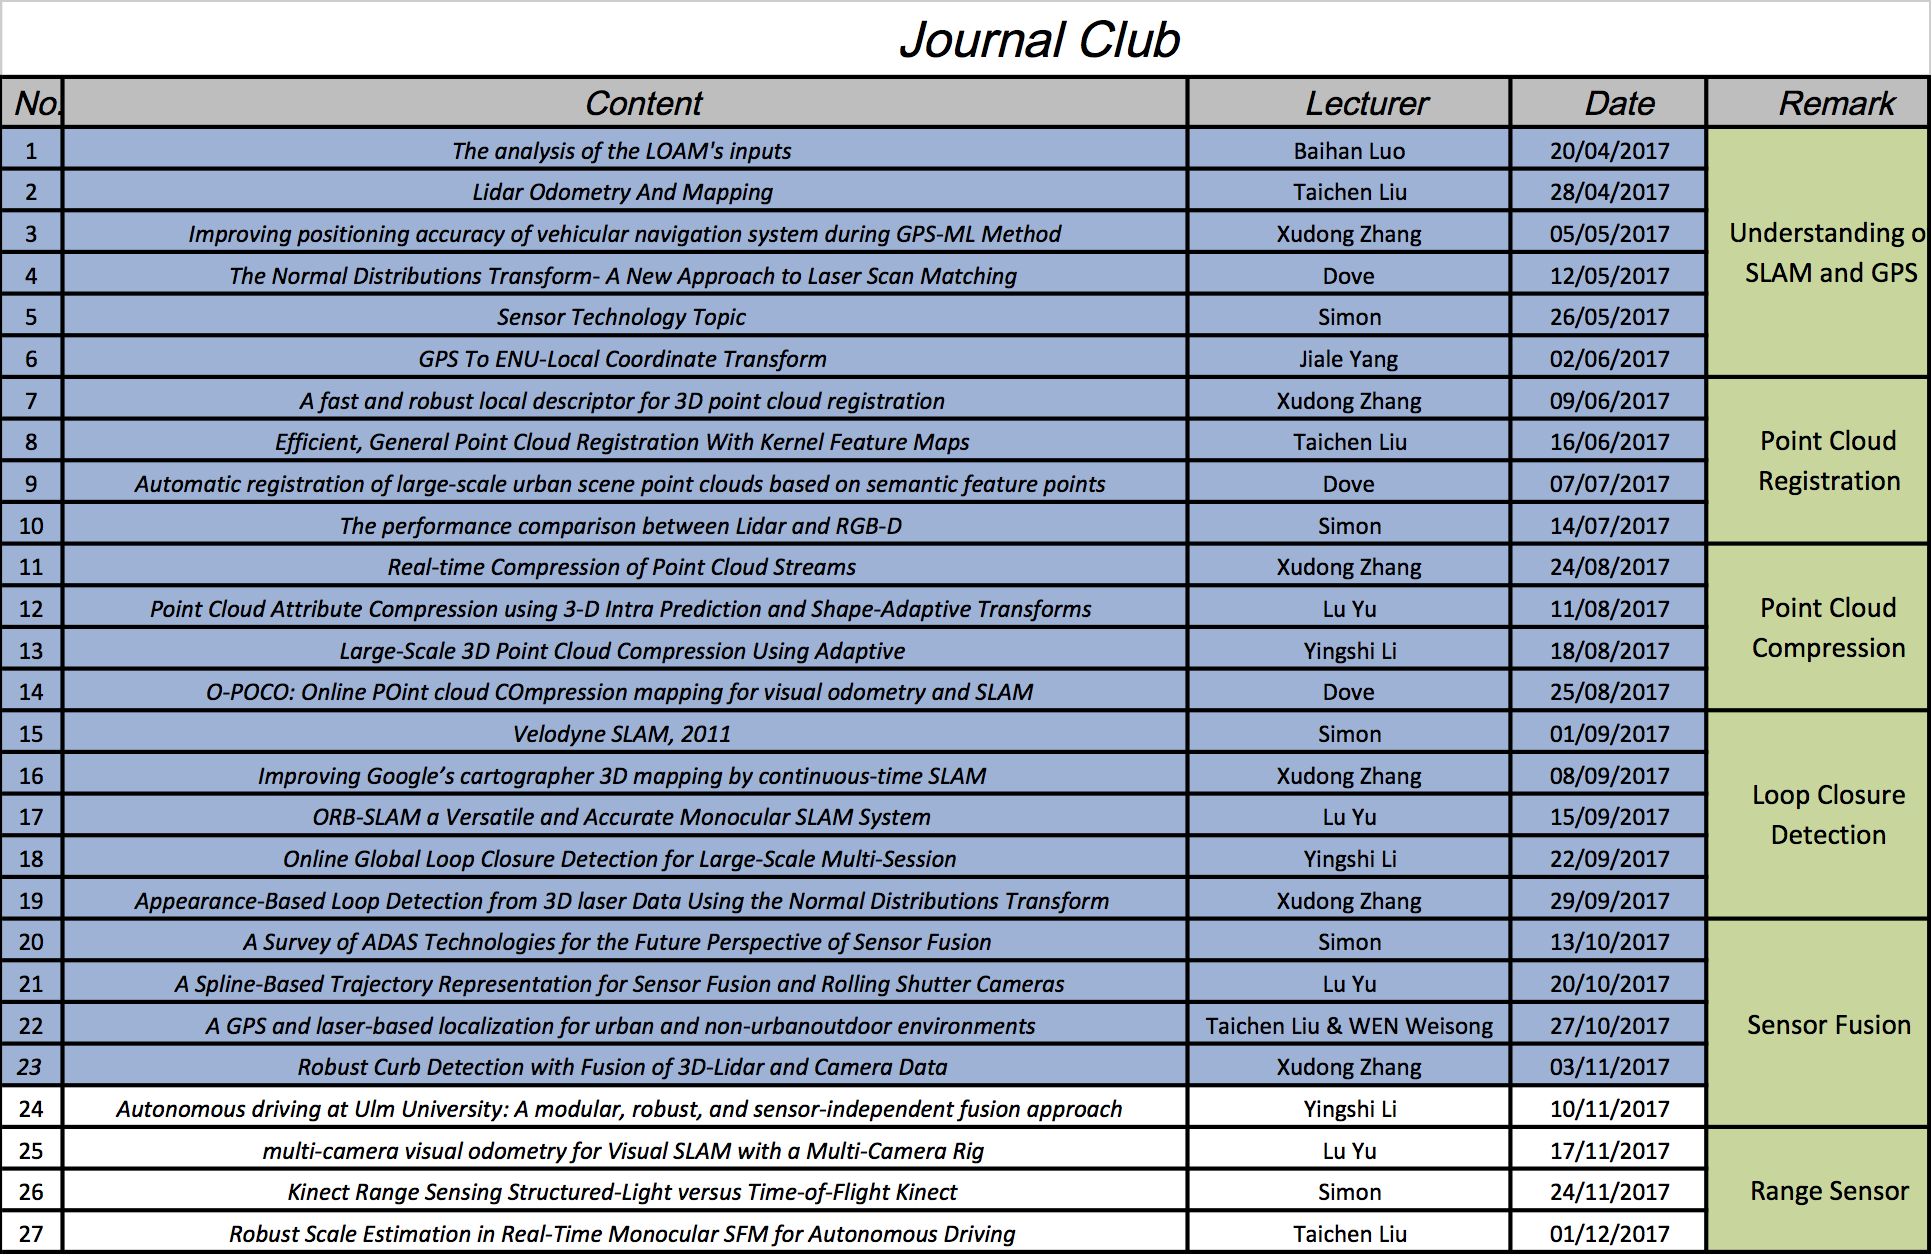 Journal Club
No. Content Lecturer Date Remark
1 The analysis of the LOAM's inputs Baihan Luo 20/04/2017
2 Lidar Odometry And Mapping Taichen Liu 28/04/2017
3 Improving positioning accuracy of vehicular navigation system during GPS-ML Method Xudong Zhang 05/05/2017
4 The Normal Distributions Transform- A New Approach to Laser Scan Matching Dove 12/05/2017
5 Sensor Technology Topic Simon 26/05/2017
6 GPS To ENU-Local Coordinate Transform Jiale Yang 02/06/2017
Understanding o
SLAM and GPS
7 A fast and robust local descriptor for 3D point cloud registration Xudong Zhang 09/06/2017
8 Efficient, General Point Cloud Registration With Kernel Feature Maps Taichen Liu 16/06/2017
9 Automatic registration of large-scale urban scene point clouds based on semantic feature points Dove 07/07/2017
10 The performance comparison between Lidar and RGB-D Simon 14/07/2017
Point Cloud
Registration
11 Real-time Compression of Point Cloud Streams Xudong Zhang 24/08/2017
12 Point Cloud Attribute Compression using 3-D Intra Prediction and Shape-Adaptive Transforms Lu Yu 11/08/2017
13 Large-Scale 3D Point Cloud Compression Using Adaptive Yingshi Li 18/08/2017
14 O-POCO: Online POint cloud COmpression mapping for visual odometry and SLAM Dove 25/08/2017
Point Cloud
Compression
15 Velodyne SLAM, 2011 Simon 01/09/2017
16 Improving Google’s cartographer 3D mapping by continuous-time SLAM Xudong Zhang 08/09/2017
17 ORB-SLAM a Versatile and Accurate Monocular SLAM System Lu Yu 15/09/2017
18 Online Global Loop Closure Detection for Large-Scale Multi-Session Yingshi Li 22/09/2017
19 Appearance-Based Loop Detection from 3D laser Data Using the Normal Distributions Transform Xudong Zhang 29/09/2017
Loop Closure
Detection
20 A Survey of ADAS Technologies for the Future Perspective of Sensor Fusion Simon 13/10/2017
21 A Spline-Based Trajectory Representation for Sensor Fusion and Rolling Shutter Cameras Lu Yu 20/10/2017
22 A GPS and laser-based localization for urban and non-urbanoutdoor environments Taichen Liu & WEN Weisong 27/10/2017
23 Robust Curb Detection with Fusion of 3D-Lidar and Camera Data Xudong Zhang 03/11/2017
24 Autonomous driving at Ulm University: A modular, robust, and sensor-independent fusion approach Yingshi Li 10/11/2017
Sensor Fusion
25 multi-camera visual odometry for Visual SLAM with a Multi-Camera Rig Lu Yu 17/11/2017
26 Kinect Range Sensing Structured-Light versus Time-of-Flight Kinect Simon 24/11/2017
27 Robust Scale Estimation in Real-Time Monocular SFM for Autonomous Driving Taichen Liu 01/12/2017
Range Sensor